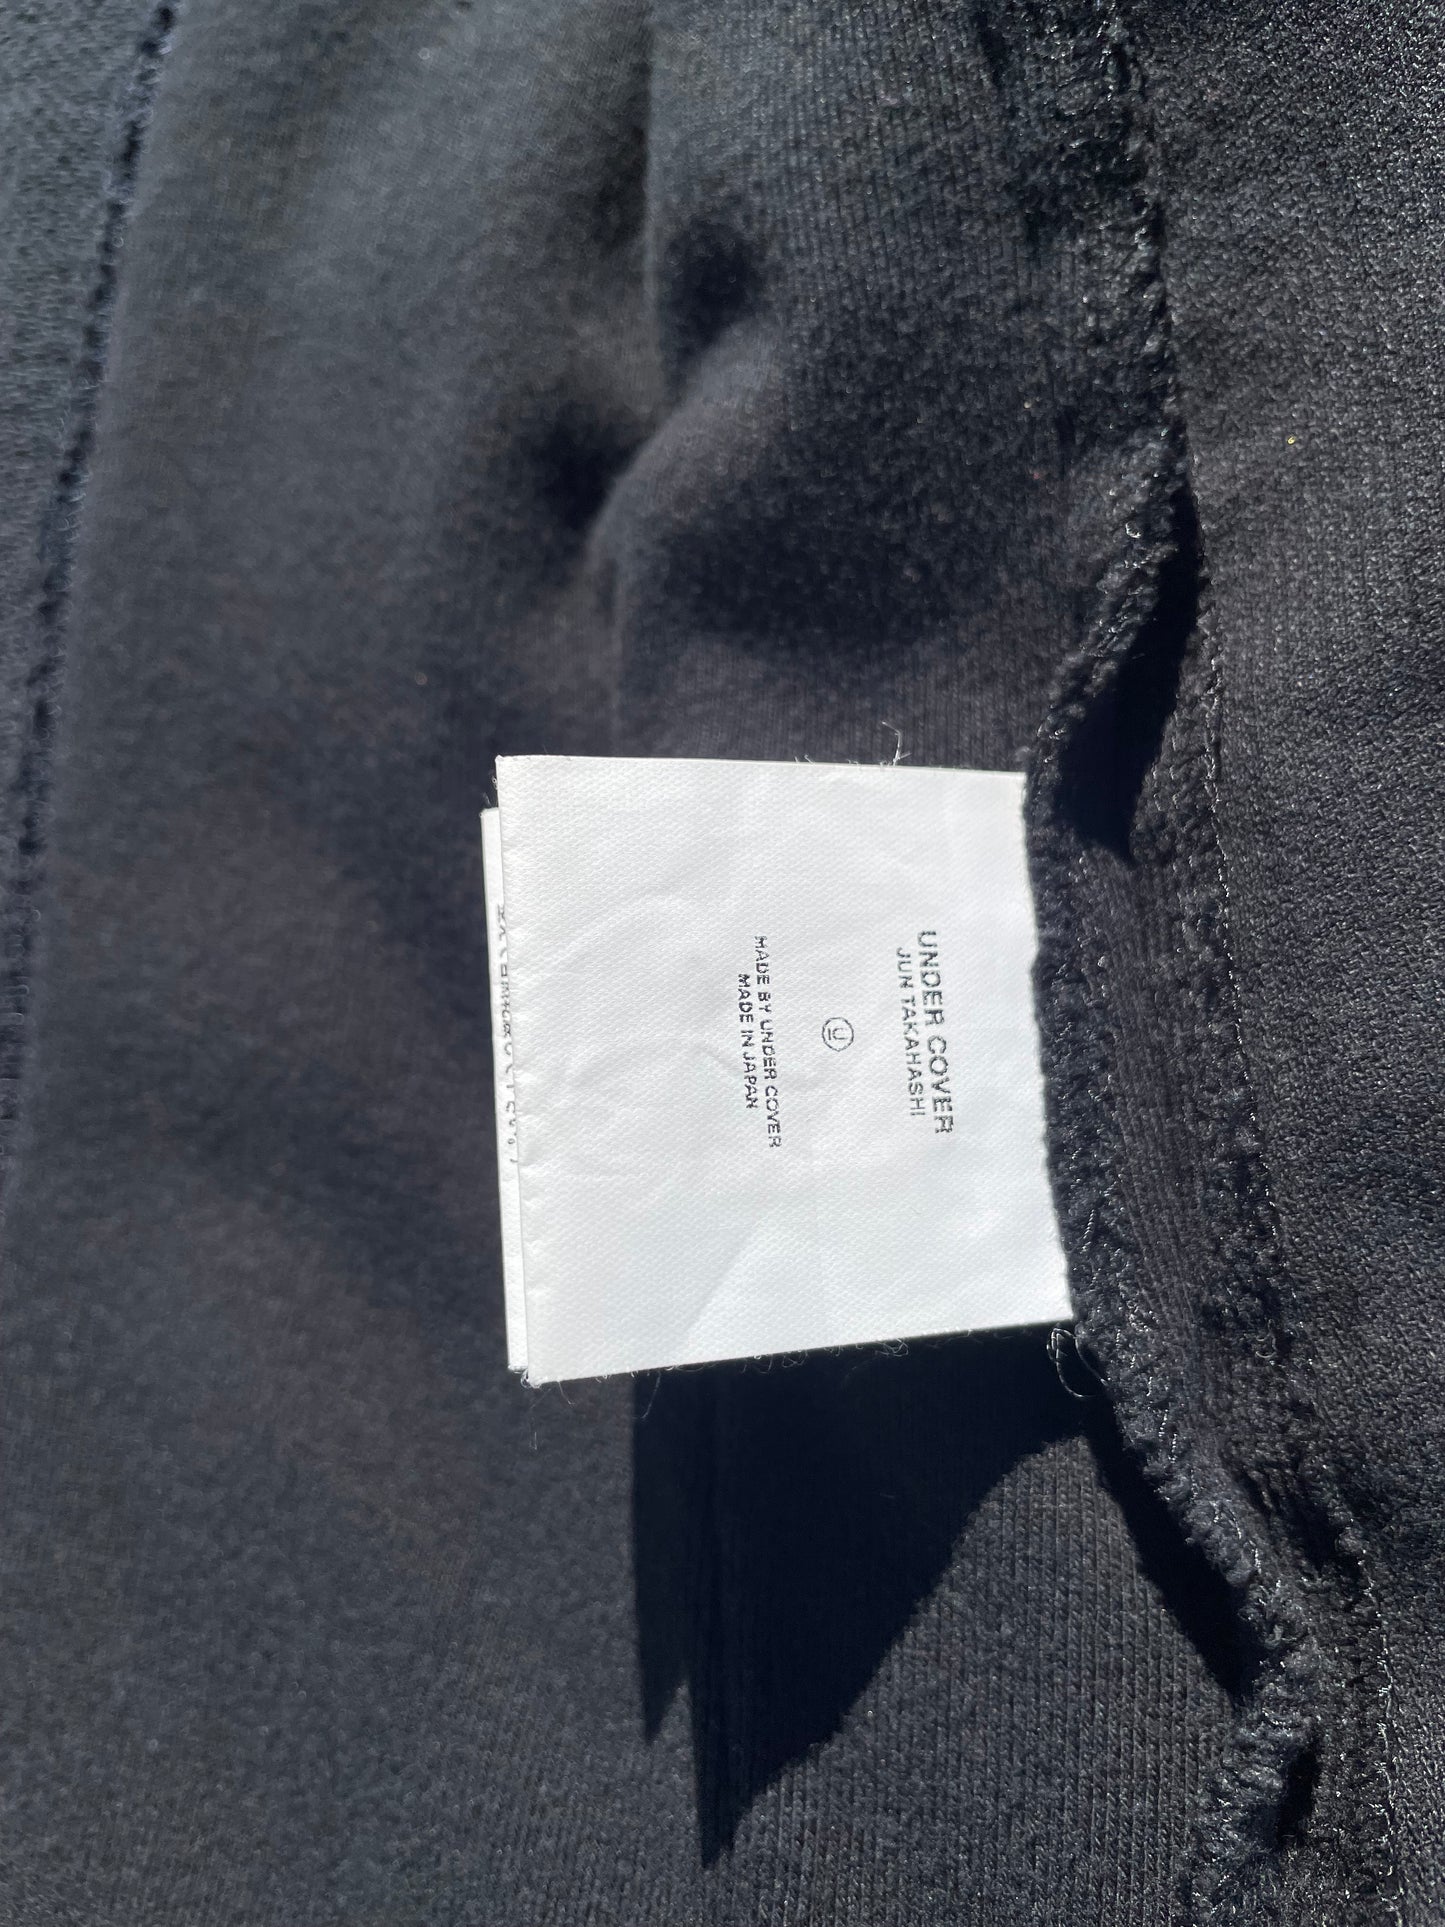 UNDER COVER
JUN TAKAHASHI
U
MADE BY UNDER COVER
MADE IN JAPAN